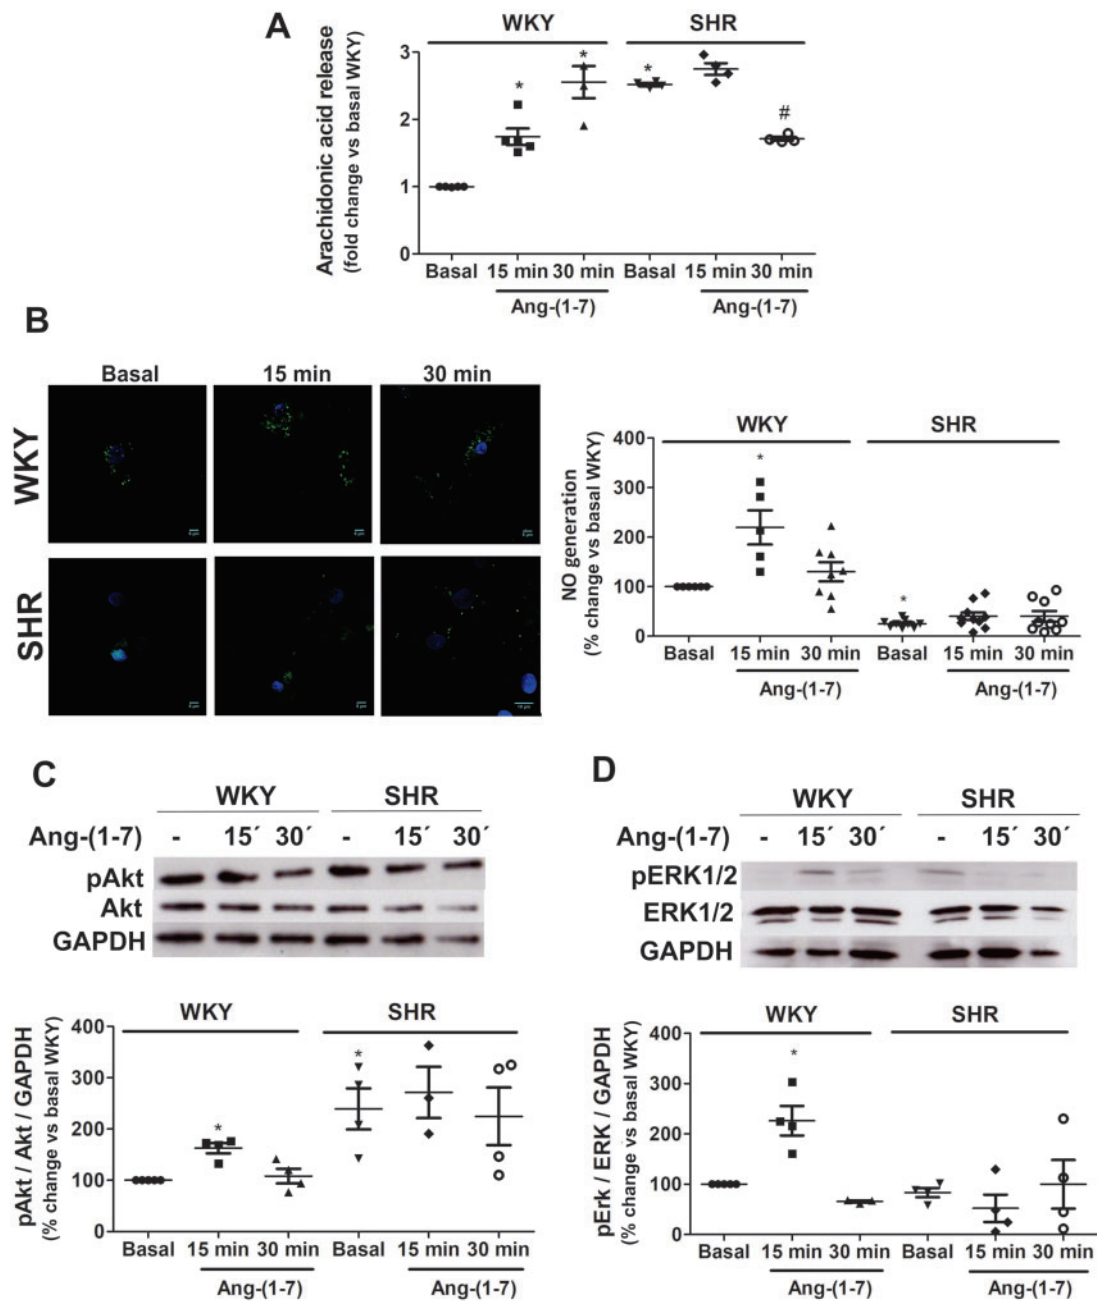 A
WKY SHR
Arachidonic acid release
(fold change vs basal WKY)
3
2
1
0
* * * #
Basal 15 min 30 min Basal 15 min 30 min
Ang-(1-7) Ang-(1-7)
B
Basal 15 min 30 min
WKY
SHR
WKY SHR
NO generation
(% change vs basal WKY)
400
300
200
100
0
* *
Basal 15 min 30 min Basal 15 min 30 min
Ang-(1-7) Ang-(1-7)
C
WKY SHR
Ang-(1-7) - 15´ 30´ - 15´ 30´
pAkt
Akt
GAPDH
WKY SHR
pAkt / Akt / GAPDH
(% change vs basal WKY)
400
300
200
100
0
* *
Basal 15 min 30 min Basal 15 min 30 min
Ang-(1-7) Ang-(1-7)
D
WKY SHR
Ang-(1-7) - 15´ 30´ - 15´ 30´
pERK1/2
ERK1/2
GAPDH
WKY SHR
pErk / ERK / GAPDH
(% change vs basal WKY)
400
300
200
100
0
*
Basal 15 min 30 min Basal 15 min 30 min
Ang-(1-7) Ang-(1-7)